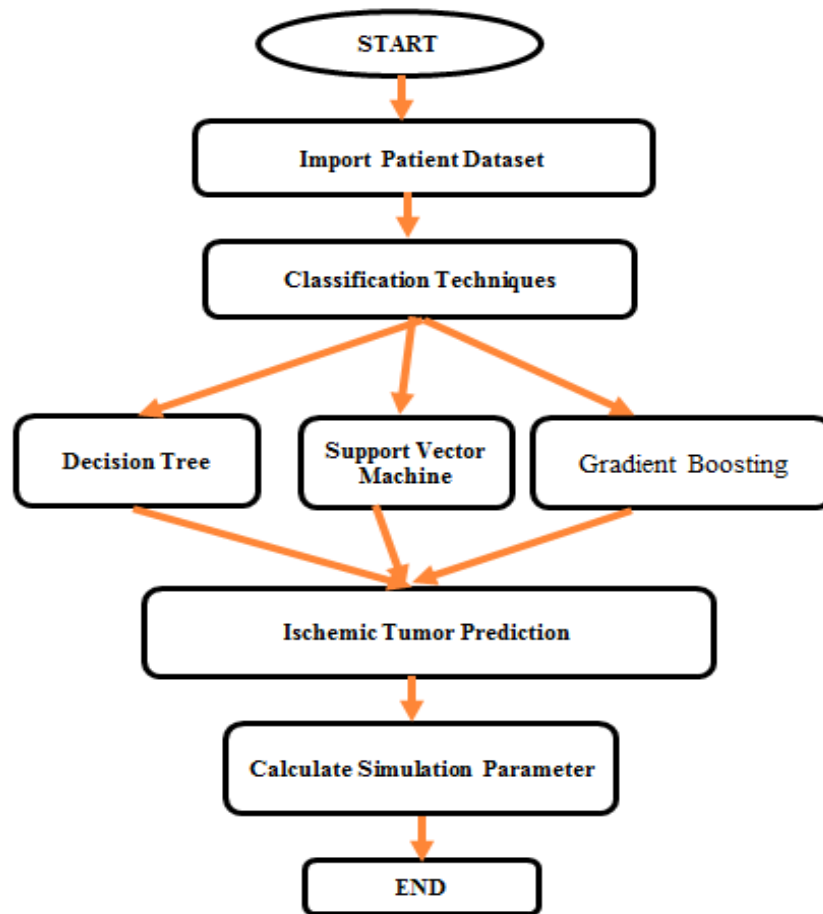 START
Import Patient Dataset
Classification Techniques
Decision Tree
Support Vector
Machine
Gradient Boosting
Ischemic Tumor Prediction
Calculate Simulation Parameter
END